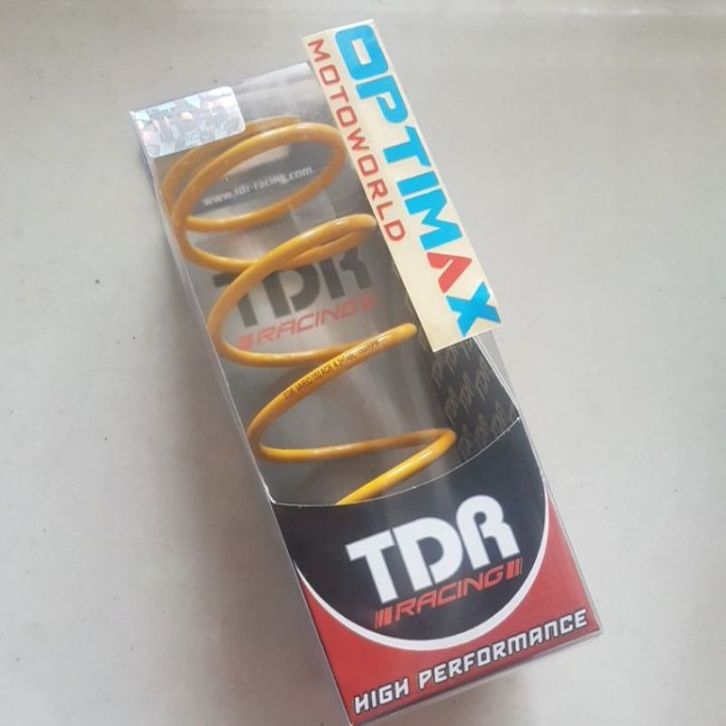 OPTIMAX
MOTOWORLD
www.tdr-racing.com
TDR
RACING
TDR
RACING
HIGH PERFORMANCE